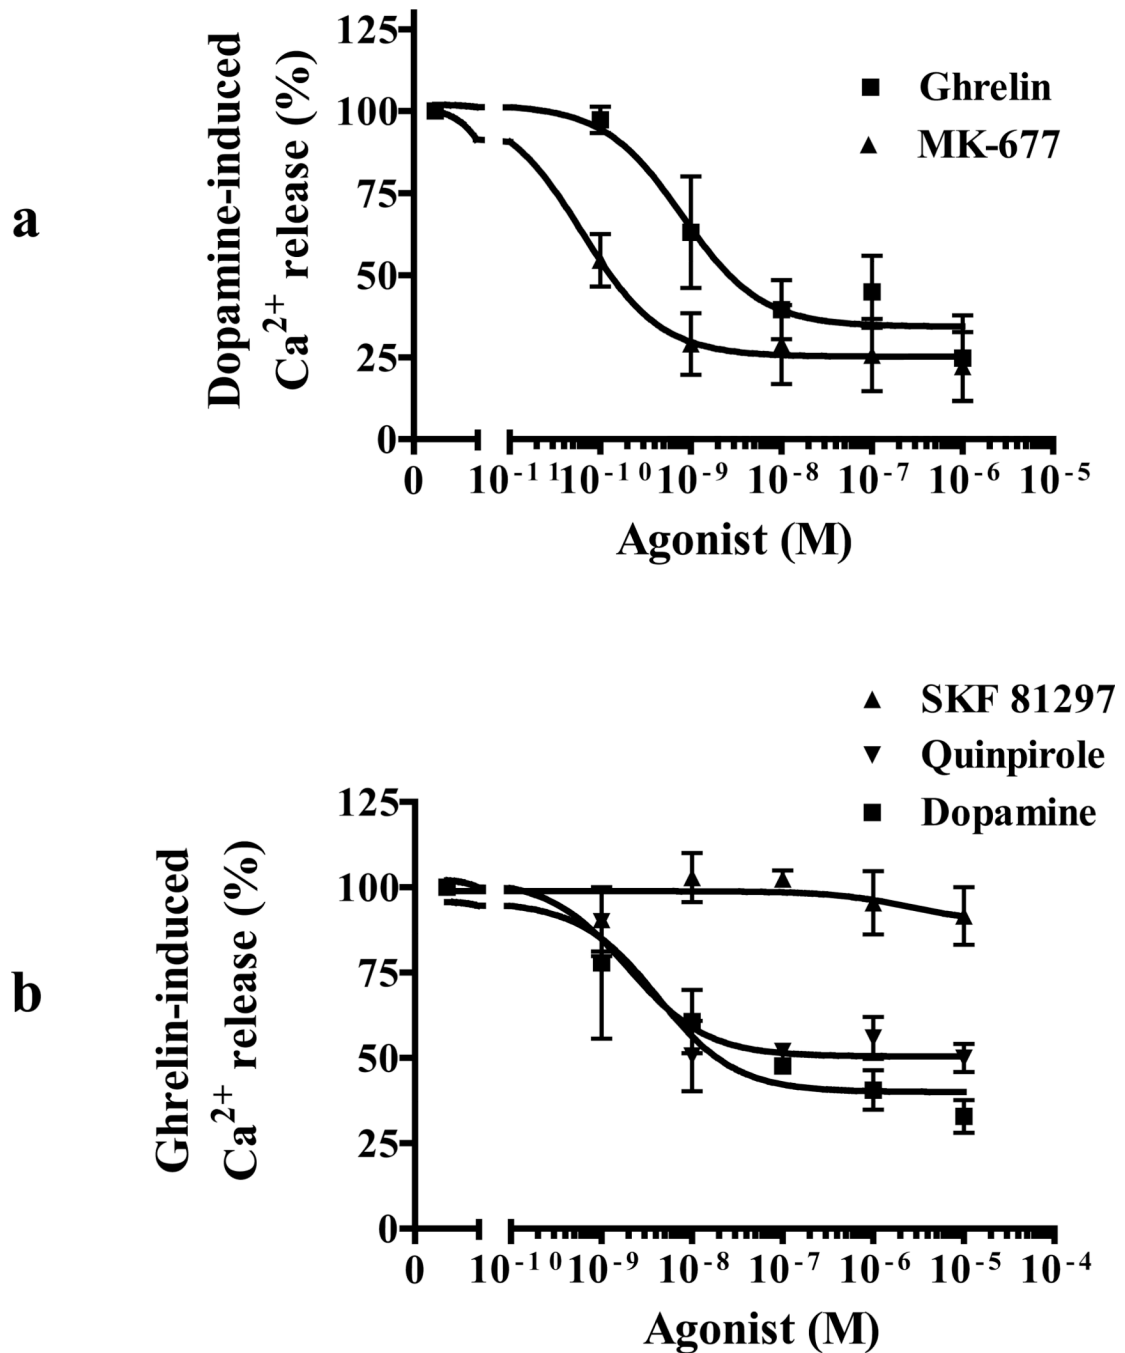 a
Dopamine-induced
Ca²⁺ release (%)
125
100
75
50
25
0
Ghrelin
MK-677
0 10⁻¹¹ 10⁻¹⁰ 10⁻⁹ 10⁻⁸ 10⁻⁷ 10⁻⁶ 10⁻⁵
Agonist (M)
b
Ghrelin-induced
Ca²⁺ release (%)
SKF 81297
Quinpirole
Dopamine
125
100
75
50
25
0
0 10⁻¹⁰ 10⁻⁹ 10⁻⁸ 10⁻⁷ 10⁻⁶ 10⁻⁵ 10⁻⁴
Agonist (M)